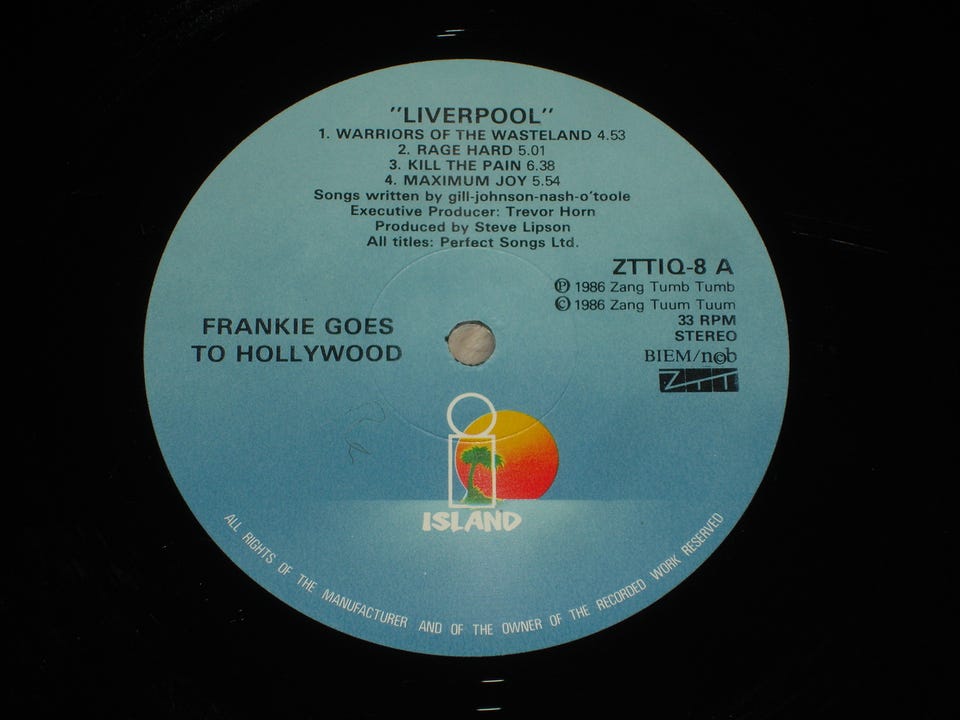 "LIVERPOOL"
1. WARRIORS OF THE WASTELAND 4.53
2. RAGE HARD 5.01
3. KILL THE PAIN 6.38
4. MAXIMUM JOY 5.54
Songs written by gill-johnson-nash-o'toole
Executive Producer: Trevor Horn
Produced by Steve Lipson
All titles: Perfect Songs Ltd.
ZTTIQ-8 A
℗ 1986 Zang Tumb Tumb
© 1986 Zang Tuum Tuum
33 RPM
STEREO
BIEM/ncb
ZTT
FRANKIE GOES
TO HOLLYWOOD
i
ISLAND
ALL RIGHTS OF THE MANUFACTURER AND OF THE OWNER OF THE RECORDED WORK RESERVED